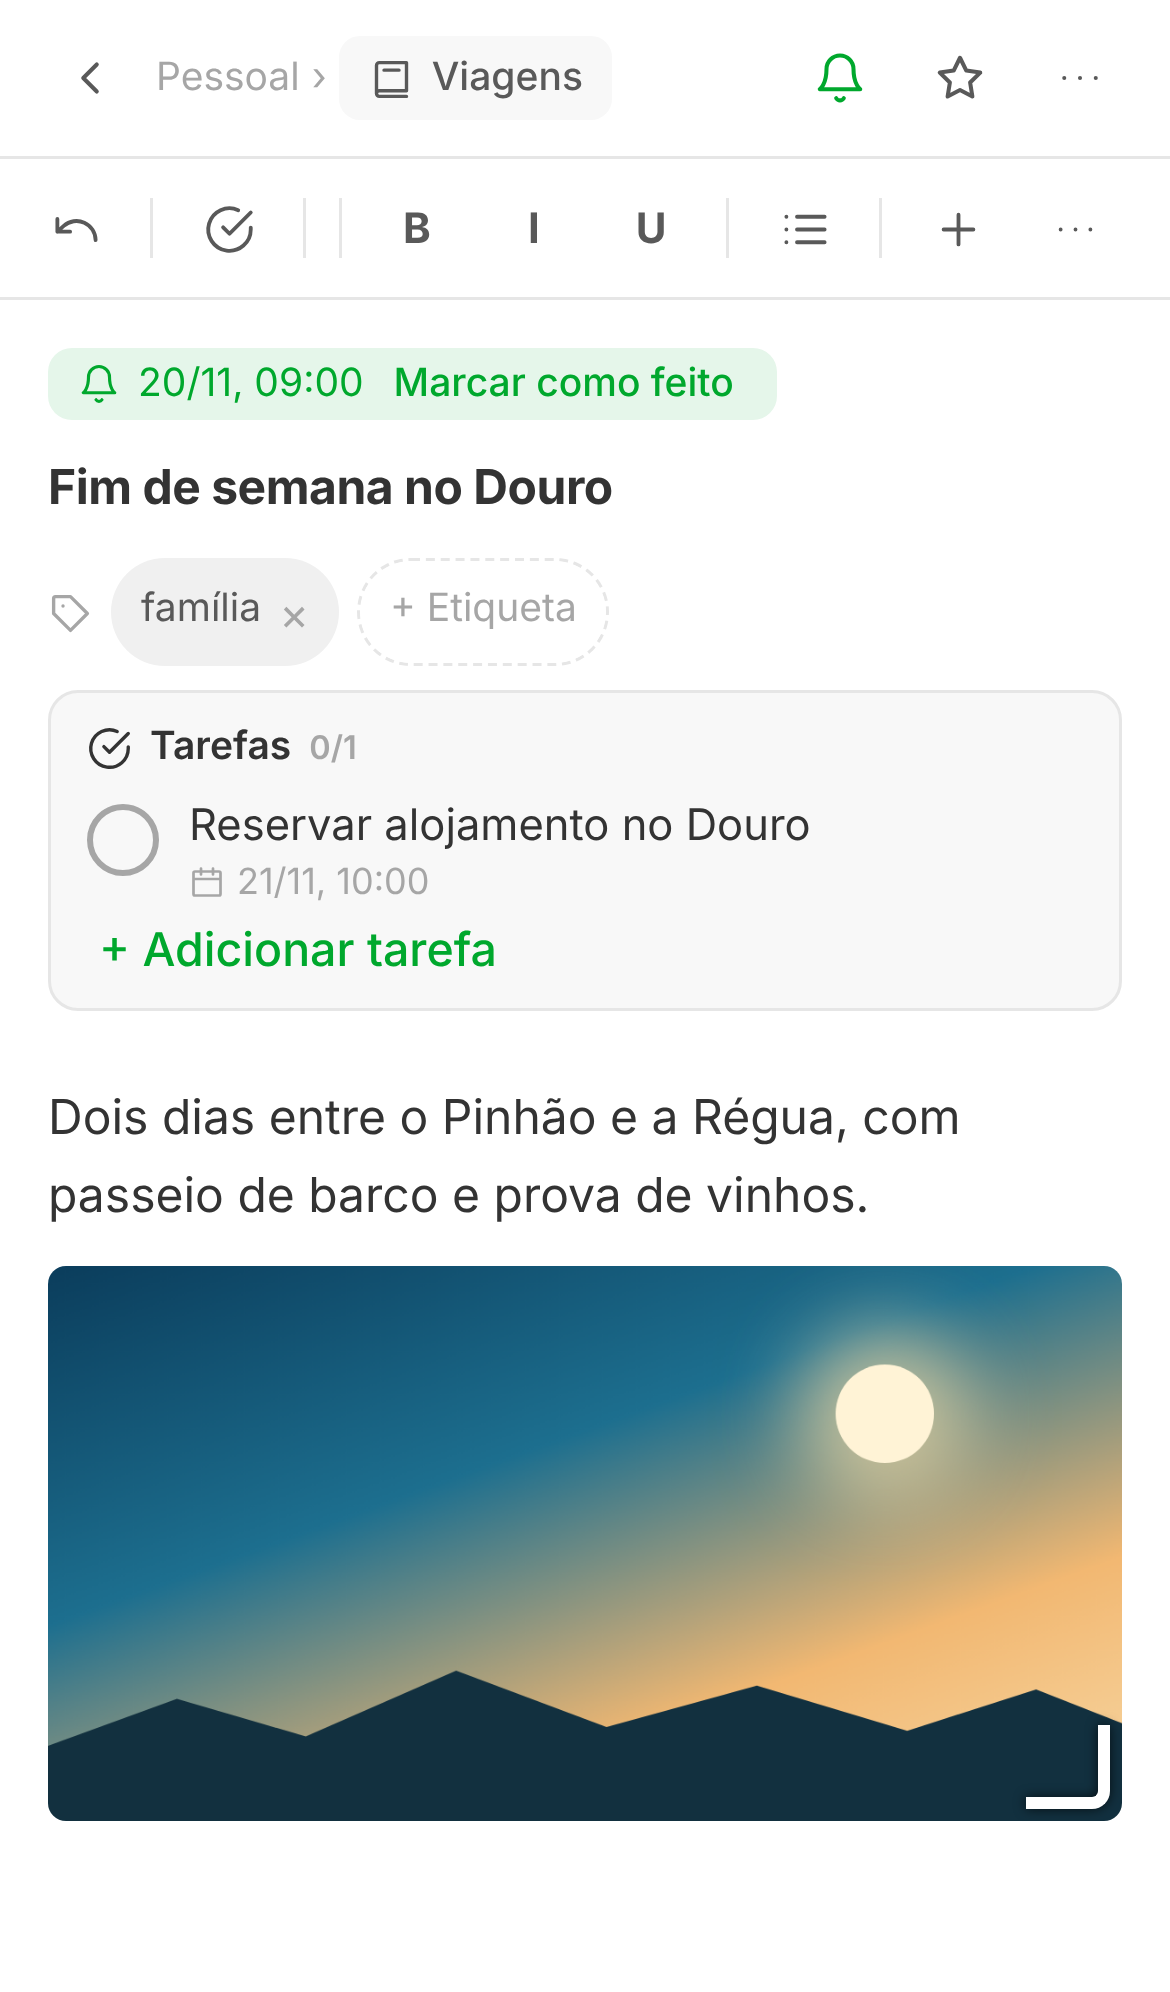 Pessoal › Viagens
B I U
20/11, 09:00 Marcar como feito
Fim de semana no Douro
família × + Etiqueta
Tarefas 0/1
Reservar alojamento no Douro
21/11, 10:00
+ Adicionar tarefa
Dois dias entre o Pinhão e a Régua, com
passeio de barco e prova de vinhos.